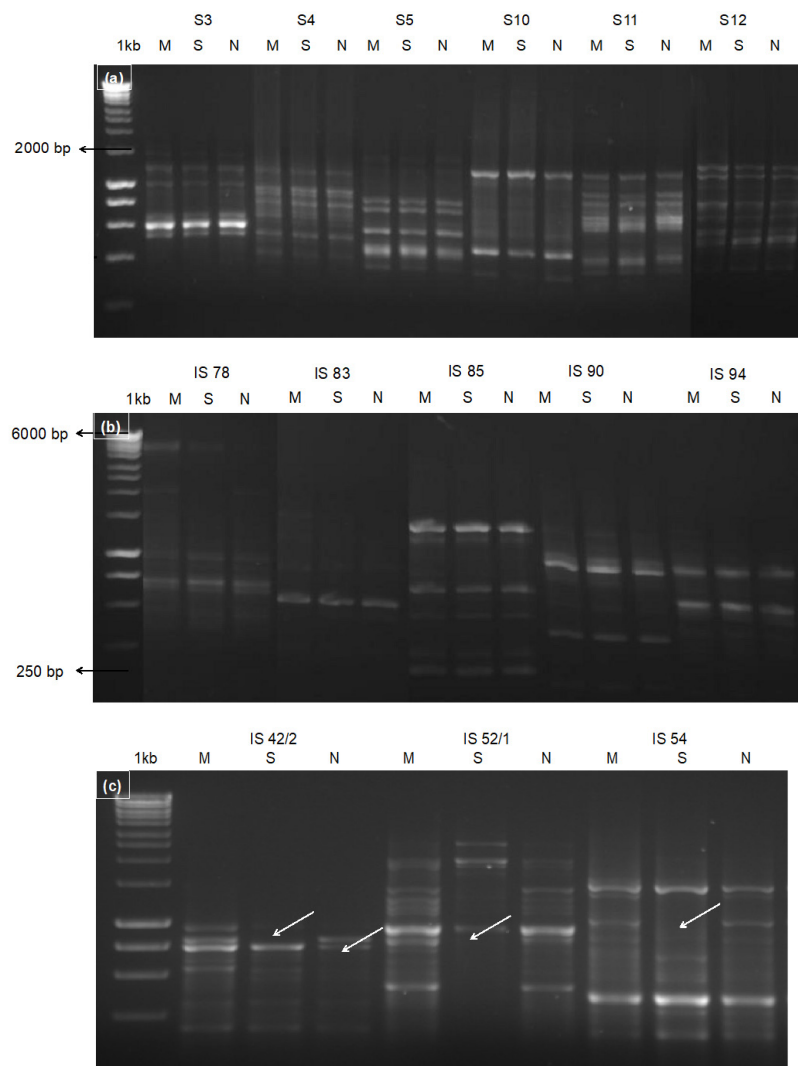 S3 S4 S5 S10 S11 S12
1kb M S N M S N M S N M S N M S N M S N
(a)
2000 bp
IS 78 IS 83 IS 85 IS 90 IS 94
1kb M S N M S N M S N M S N M S N
6000 bp (b)
250 bp
IS 42/2 IS 52/1 IS 54
1kb M S N M S N M S N
(c)